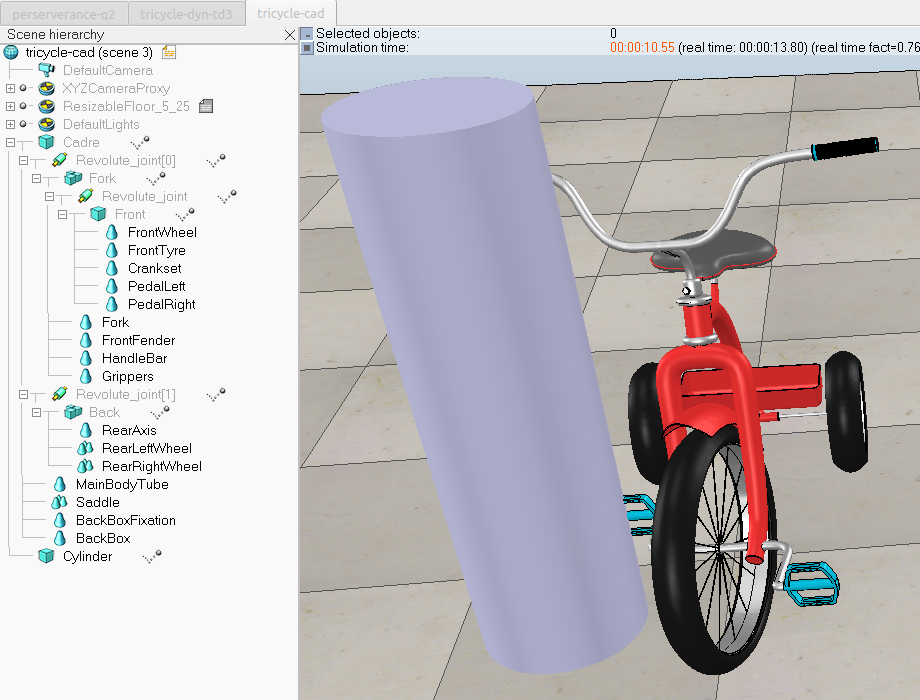 perserverance-q2 tricycle-dyn-td3 tricycle-cad
Scene hierarchy
Selected objects: 0
Simulation time: 00:00:10.55 (real time: 00:00:13.80) (real time fact=0.76
tricycle-cad (scene 3)
DefaultCamera
XYZCameraProxy
ResizableFloor_5_25
DefaultLights
Cadre
Revolute_joint[0]
Fork
Revolute_joint
Front
FrontWheel
FrontTyre
Crankset
PedalLeft
PedalRight
Fork
FrontFender
HandleBar
Grippers
Revolute_joint[1]
Back
RearAxis
RearLeftWheel
RearRightWheel
MainBodyTube
Saddle
BackBoxFixation
BackBox
Cylinder